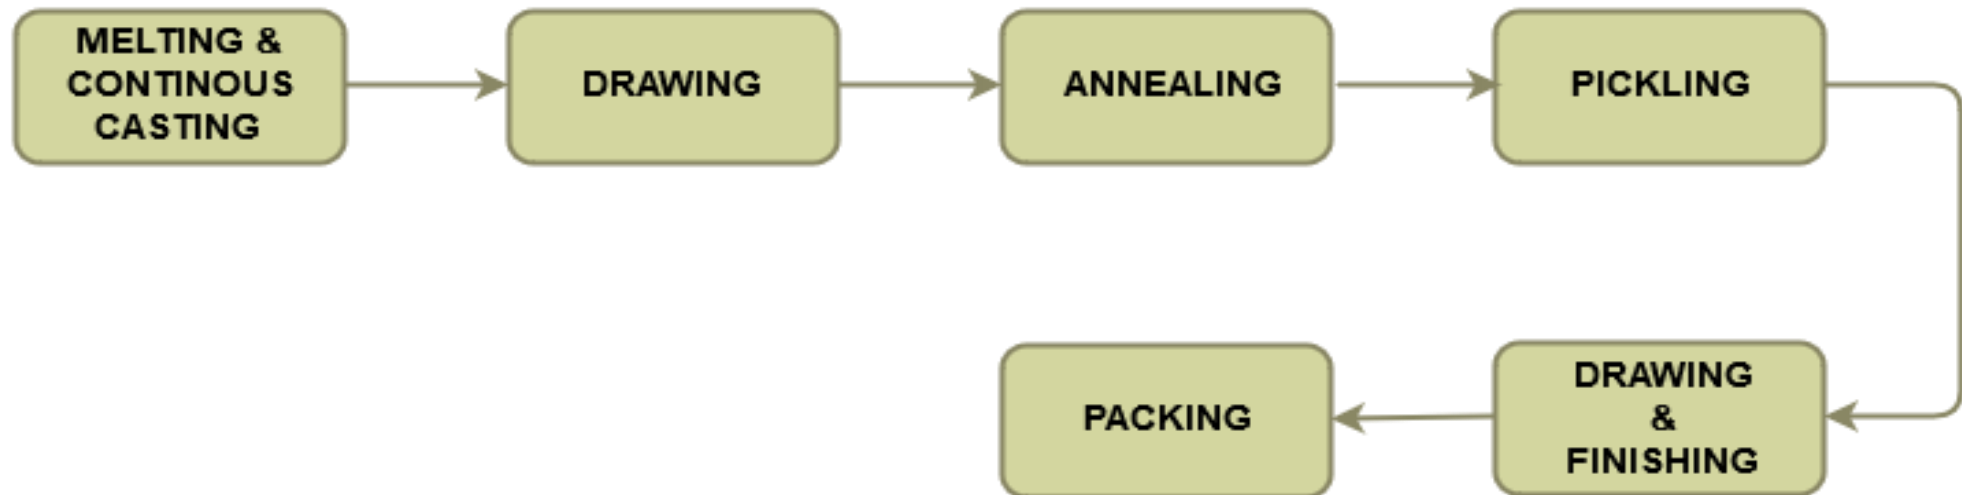 MELTING &
CONTINOUS
CASTING
DRAWING
ANNEALING
PICKLING
DRAWING
&
FINISHING
PACKING